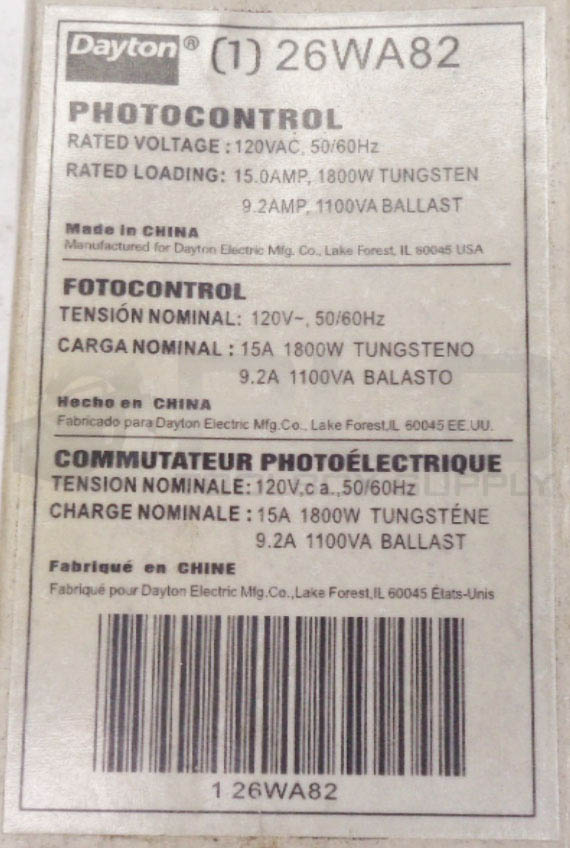 Dayton® (1) 26WA82
PHOTOCONTROL
RATED VOLTAGE : 120VAC, 50/60Hz
RATED LOADING: 15.0AMP, 1800W TUNGSTEN
9.2AMP, 1100VA BALLAST
Made in CHINA
Manufactured for Dayton Electric Mfg. Co., Lake Forest, IL 60045 USA
FOTOCONTROL
TENSIÓN NOMINAL: 120V~, 50/60Hz
CARGA NOMINAL : 15A 1800W TUNGSTENO
9.2A 1100VA BALASTO
Hecho en CHINA
Fabricado para Dayton Electric Mfg.Co., Lake Forest,IL 60045 EE.UU.
COMMUTATEUR PHOTOÉLECTRIQUE
TENSION NOMINALE: 120V,c a.,50/60Hz
CHARGE NOMINALE : 15A 1800W TUNGSTÉNE
9.2A 1100VA BALLAST
Fabriqué en CHINE
Fabriqué pour Dayton Electric Mfg.Co.,Lake Forest,IL 60045 États-Unis
1 26WA82